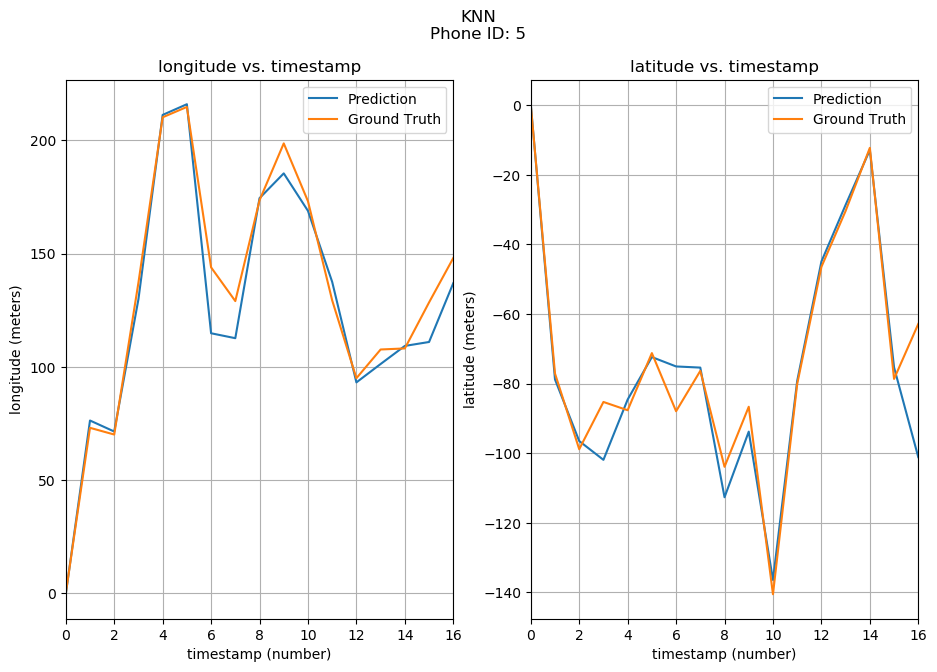 KNN
Phone ID: 5
longitude vs. timestamp
Prediction
Ground Truth
200
150
100
50
0
longitude (meters)
0 2 4 6 8 10 12 14 16
timestamp (number)
latitude vs. timestamp
Prediction
Ground Truth
0
−20
−40
−60
−80
−100
−120
−140
latitude (meters)
0 2 4 6 8 10 12 14 16
timestamp (number)